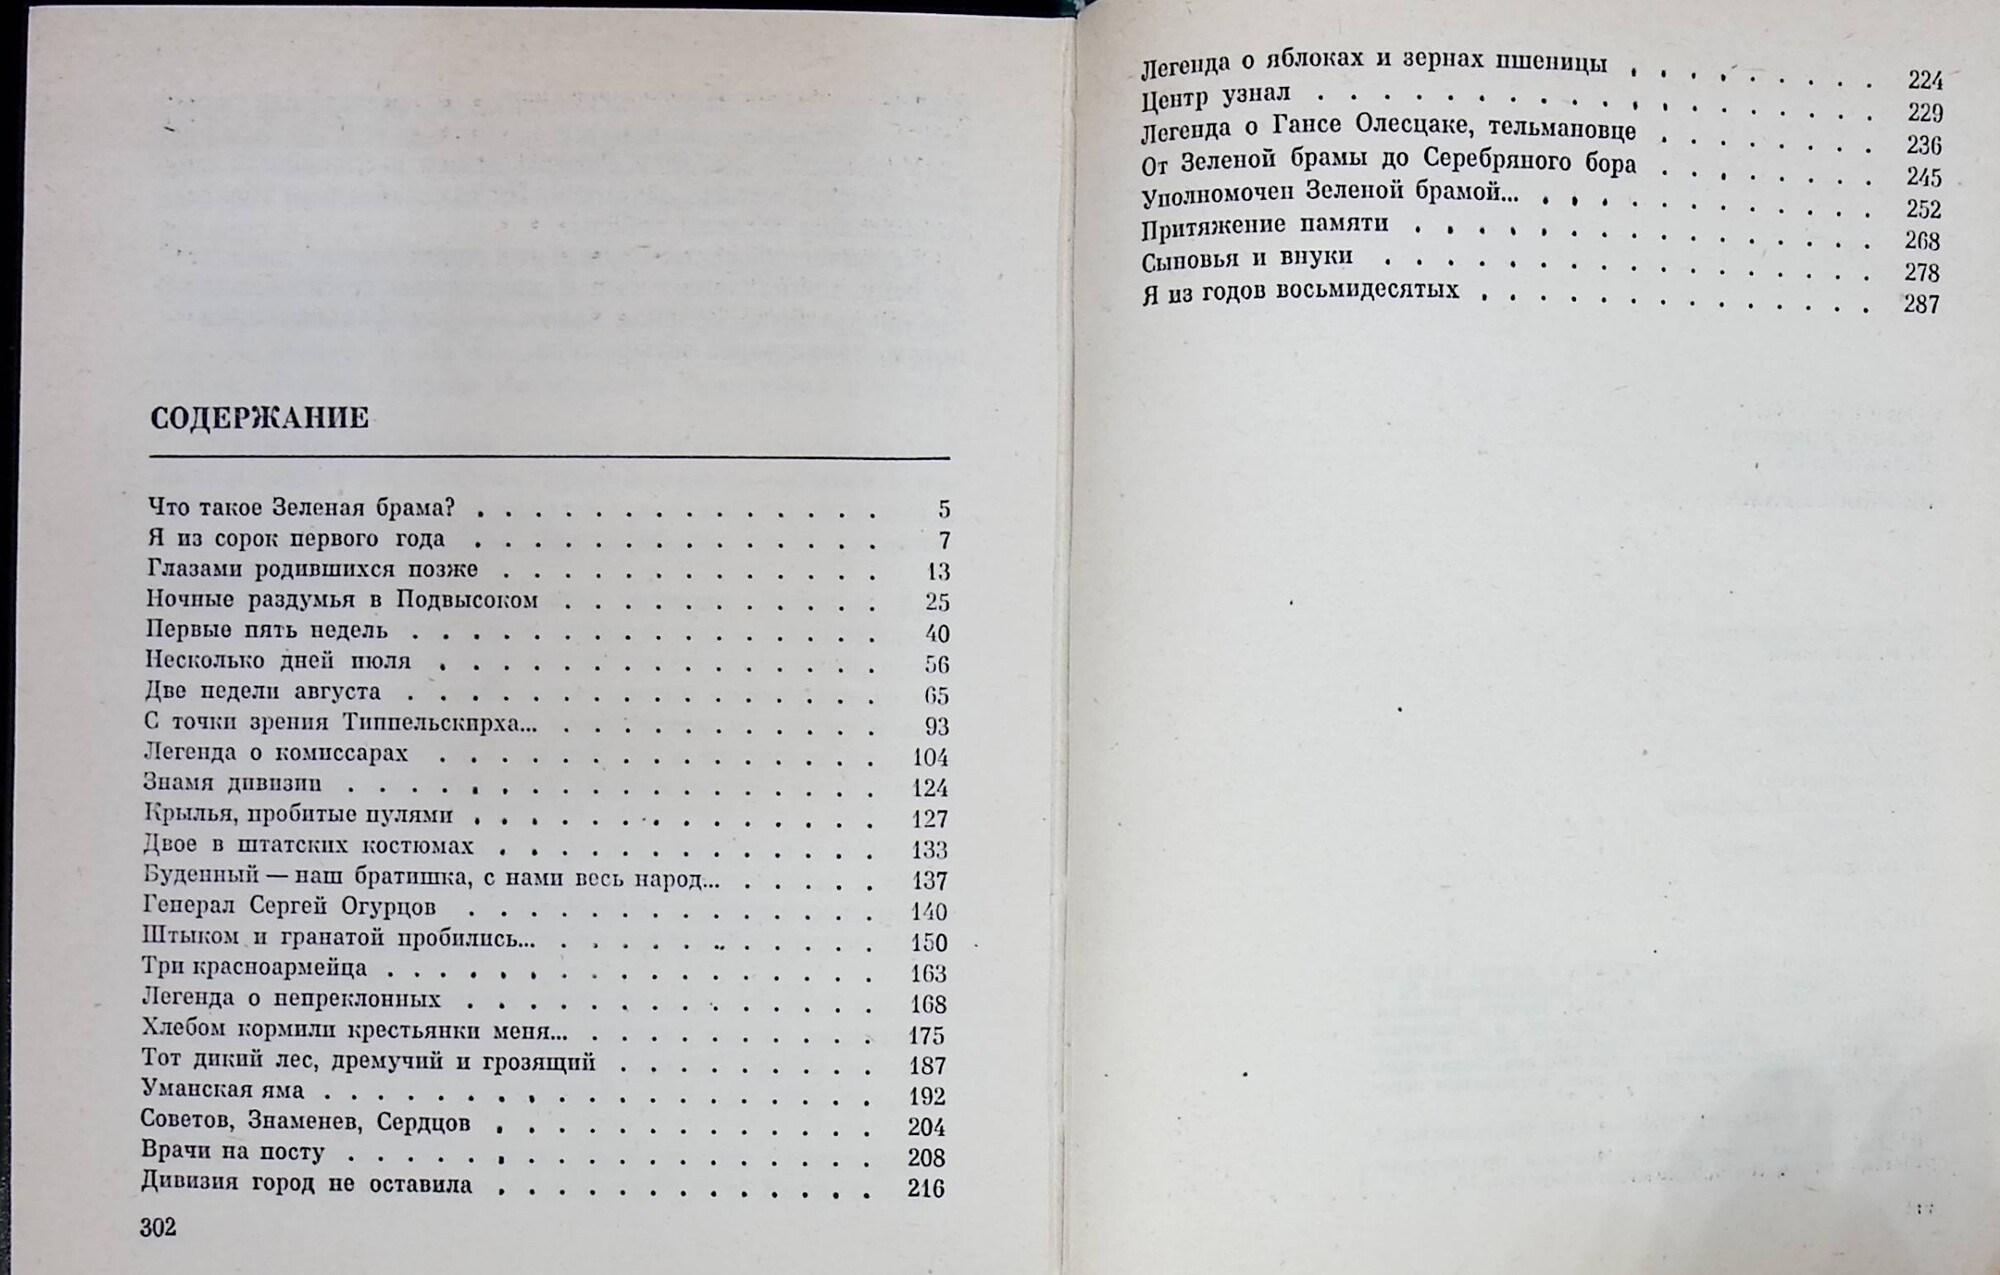 СОДЕРЖАНИЕ
Что такое Зеленая брама? . . . . . . . . . . . . . . 5
Я из сорок первого года . . . . . . . . . . . . . . 7
Глазами родившихся позже . . . . . . . . . . . . . 13
Ночные раздумья в Подвысоком . . . . . . . . . . . 25
Первые пять недель . . . . . . . . . . . . . . . . 40
Несколько дней июля . . . . . . . . . . . . . . . 56
Две недели августа . . . . . . . . . . . . . . . . 65
С точки зрения Типпельскирха... . . . . . . . . . . . 93
Легенда о комиссарах . . . . . . . . . . . . . . . 104
Знамя дивизии . . . . . . . . . . . . . . . . . . 124
Крылья, пробитые пулями . . . . . . . . . . . . . . 127
Двое в штатских костюмах . . . . . . . . . . . . . 133
Буденный — наш братишка, с нами весь народ... . . . . . 137
Генерал Сергей Огурцов . . . . . . . . . . . . . . 140
Штыком и гранатой пробились... . . . . . . . . . . . 150
Три красноармейца . . . . . . . . . . . . . . . . . 163
Легенда о непреклонных . . . . . . . . . . . . . . 168
Хлебом кормили крестьянки меня... . . . . . . . . . . 175
Тот дикий лес, дремучий и грозящий . . . . . . . . . 187
Уманская яма . . . . . . . . . . . . . . . . . . . 192
Советов, Знаменев, Сердцов . . . . . . . . . . . . . 204
Врачи на посту . . . . . . . . . . . . . . . . . . 208
Дивизия город не оставила . . . . . . . . . . . . . 216
302
Легенда о яблоках и зернах пшеницы . . . . . . . . . 224
Центр узнал . . . . . . . . . . . . . . . . . . . 229
Легенда о Гансе Олесцаке, тельмановце . . . . . . . . 236
От Зеленой брамы до Серебряного бора . . . . . . . . 245
Уполномочен Зеленой брамой... . . . . . . . . . . . . 252
Притяжение памяти . . . . . . . . . . . . . . . . 268
Сыновья и внуки . . . . . . . . . . . . . . . . . 278
Я из годов восьмидесятых . . . . . . . . . . . . . . 287